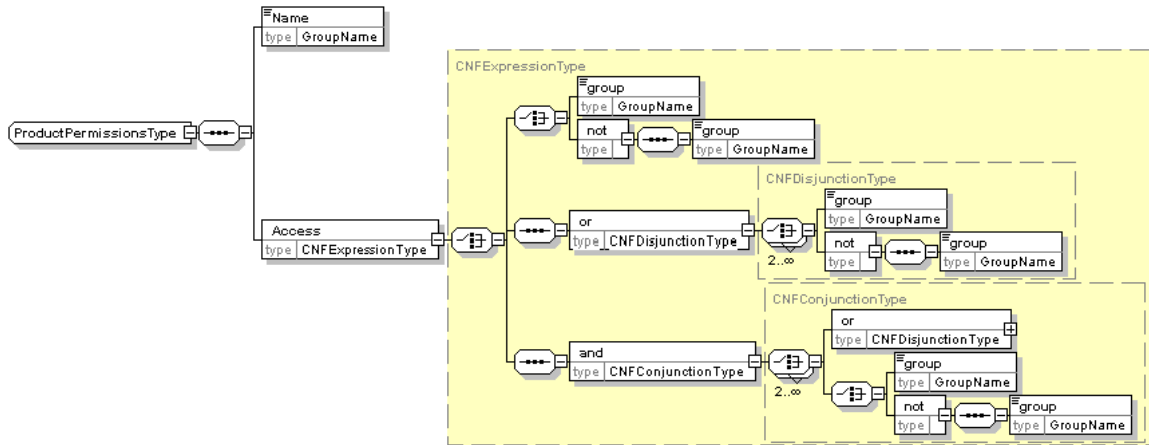 Name
type GroupName
CNFExpressionType
group
type GroupName
not
type
group
type GroupName
ProductPermissionsType
CNFDisjunctionType
group
type GroupName
Access
type CNFExpressionType
or
type CNFDisjunctionType
not
type
group
type GroupName
2..∞
CNFConjunctionType
or
type CNFDisjunctionType
and
type CNFConjunctionType
group
type GroupName
2..∞
not
type
group
type GroupName